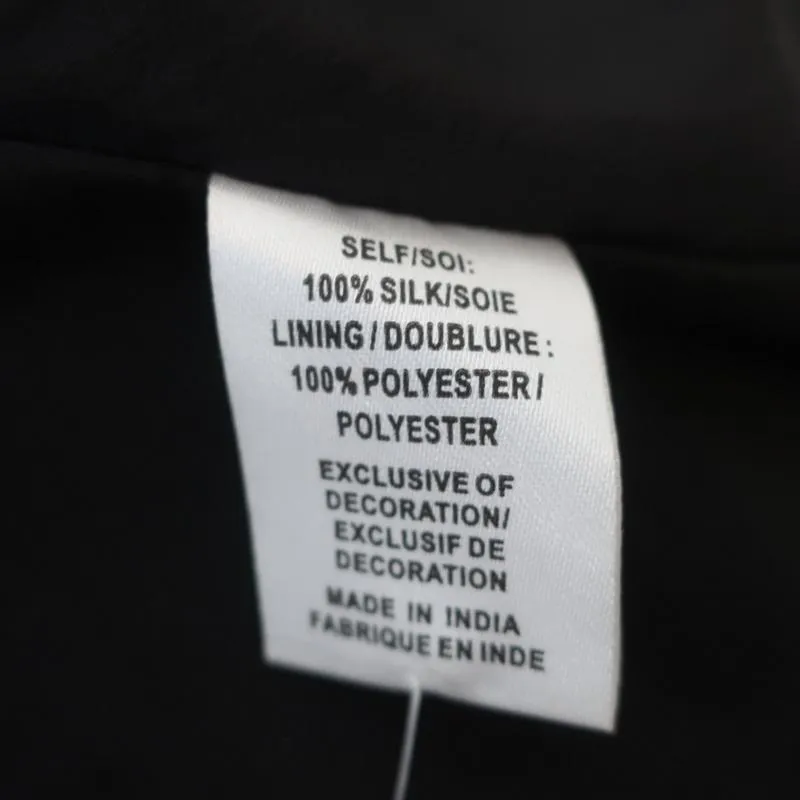 SELF/SOI:
100% SILK/SOIE
LINING/DOUBLURE:
100% POLYESTER/
POLYESTER
EXCLUSIVE OF
DECORATION/
EXCLUSIF DE
DECORATION
MADE IN INDIA
FABRIQUE EN INDE